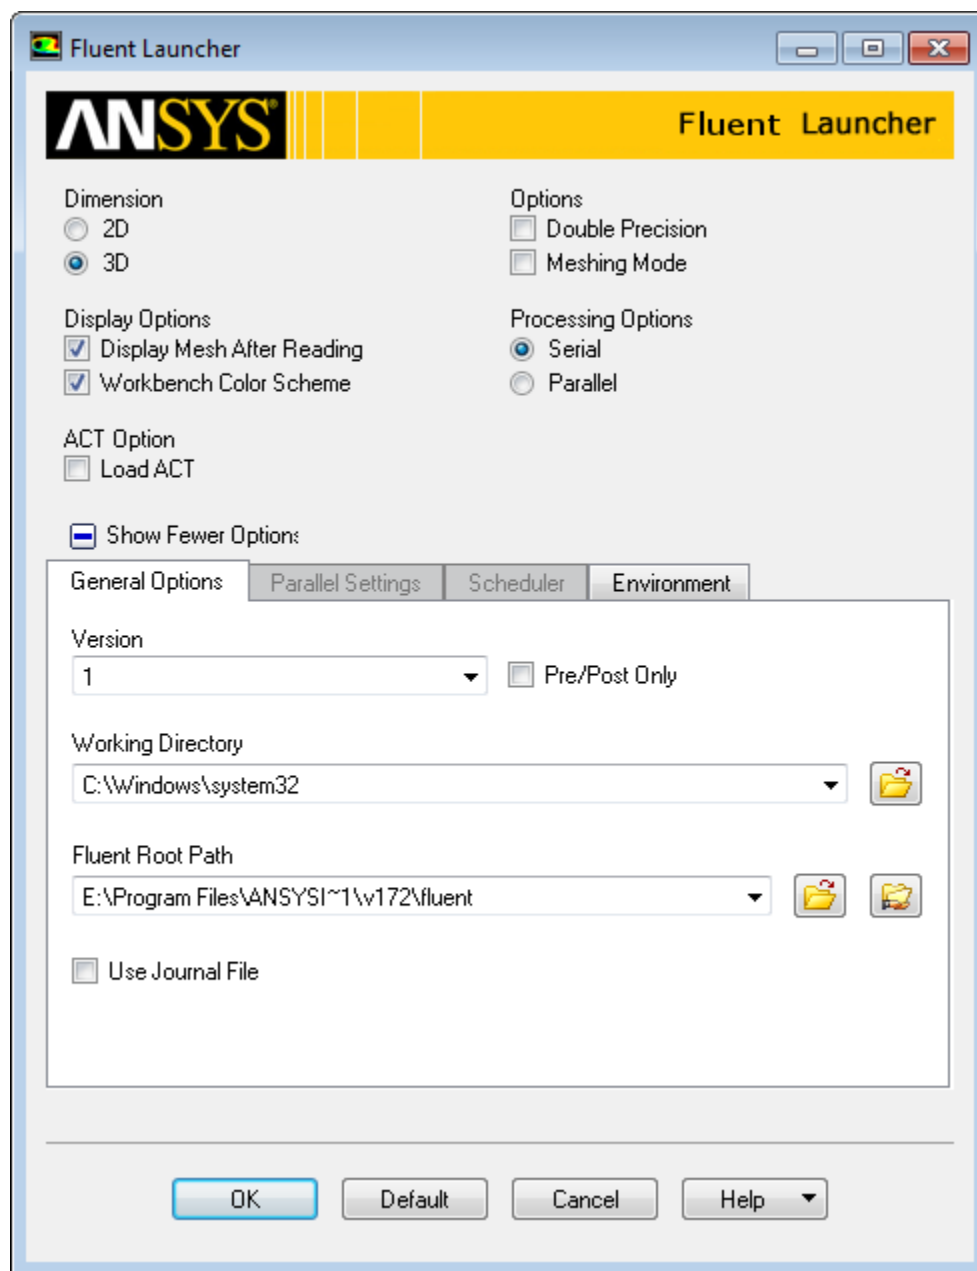 Fluent Launcher
ANSYS® Fluent Launcher
Dimension
2D
3D
Options
Double Precision
Meshing Mode
Display Options
Display Mesh After Reading
Workbench Color Scheme
Processing Options
Serial
Parallel
ACT Option
Load ACT
Show Fewer Options
General Options Parallel Settings Scheduler Environment
Version
1 Pre/Post Only
Working Directory
C:\Windows\system32
Fluent Root Path
E:\Program Files\ANSYSI~1\v172\fluent
Use Journal File
OK Default Cancel Help